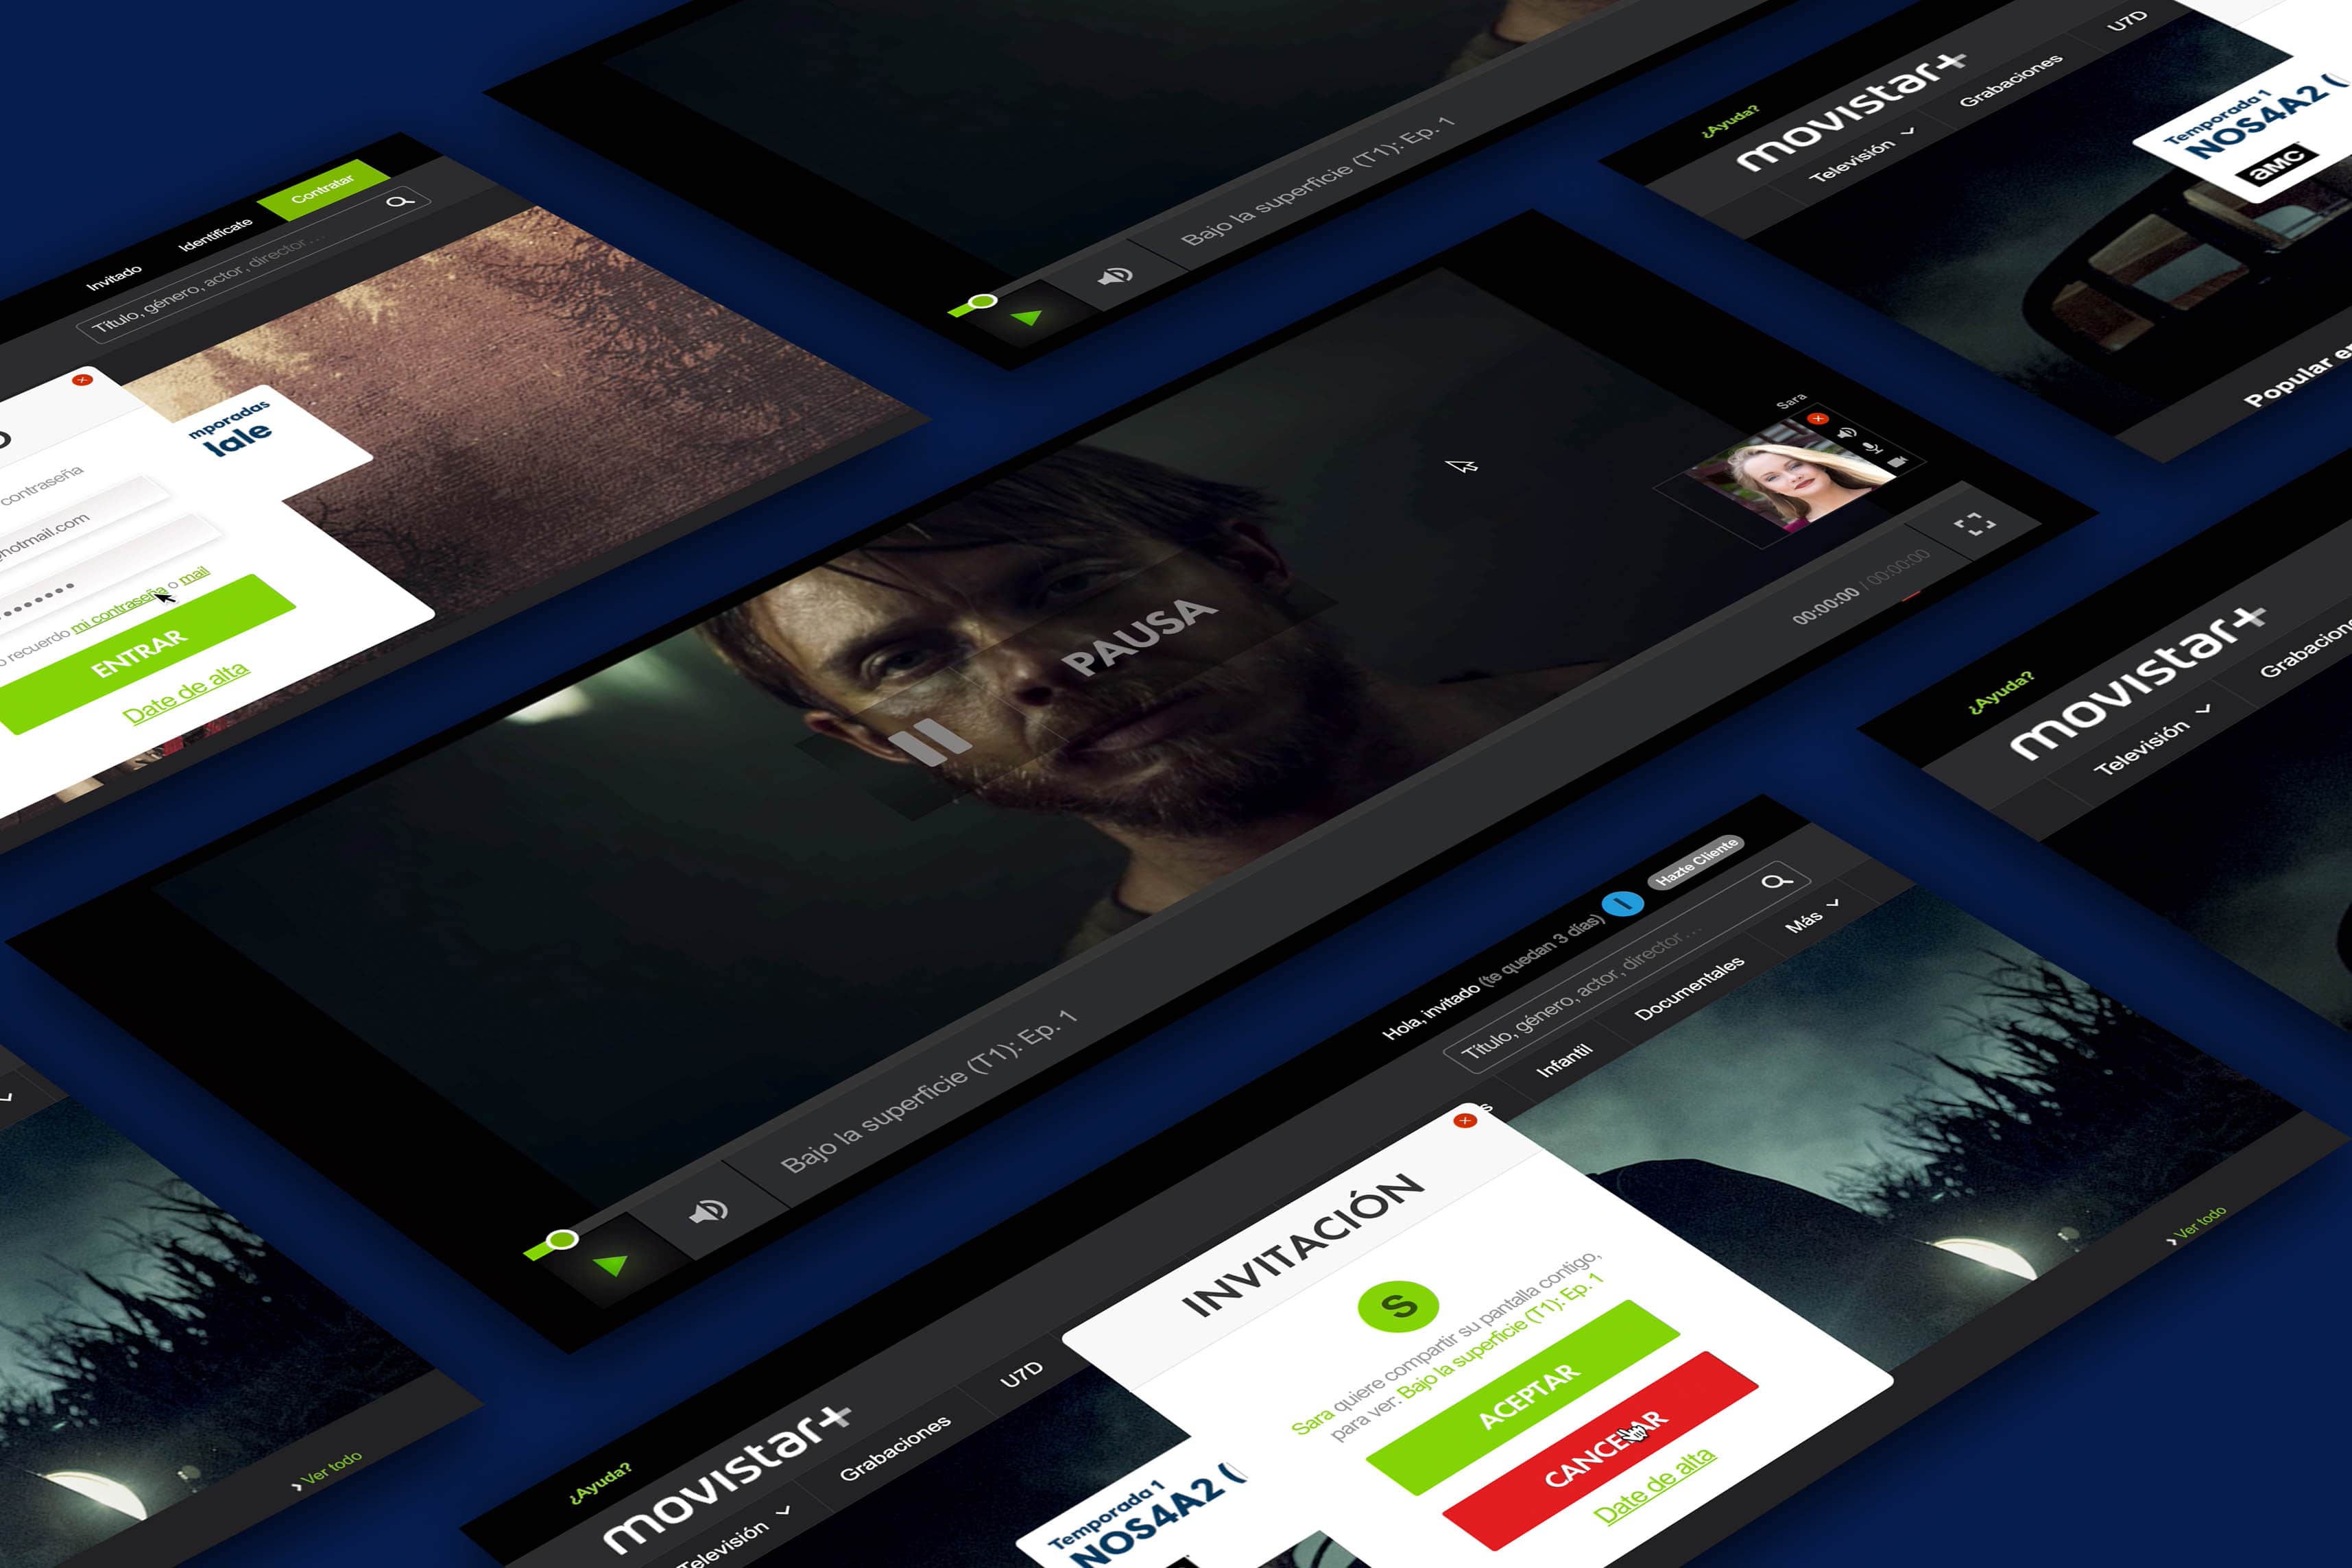 Contratar
Identifícate
Invitado
Título, género, actor, director…
mporadas
lale
contraseña
hotmail.com
recuerdo mi contraseña o mail
ENTRAR
Date de alta
Bajo la superficie (T1): Ep. 1
¿Ayuda?
movistar+
Televisión
Grabaciones
U7D
Temporada 1
NOS4A2 (
aMC
Popular e
Sara
PAUSA
00:00:00 / 00:00:00
Bajo la superficie (T1): Ep. 1
¿Ayuda?
movistar+
Televisión
Grabacion
Ver todo
Hola, invitado (te quedan 3 días)
I
Hazte Cliente
Título, género, actor, director…
Más
Documentales
Infantil
s
U7D
Grabaciones
Televisión
¿Ayuda?
movistar+
Temporada 1
NOS4A2 (
INVITACIÓN
S
Sara quiere compartir su pantalla contigo,
para ver: Bajo la superficie (T1): Ep. 1
ACEPTAR
CANCELAR
Date de alta
Ver todo